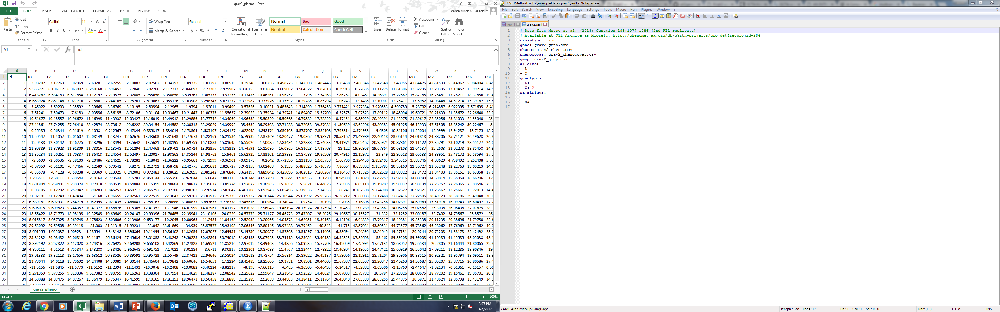 grav2_pheno - Excel
FILE HOME INSERT PAGE LAYOUT FORMULAS DATA REVIEW VIEW
Vanderlinden, Lauren
Paste Cut Copy Format Painter
Calibri 11 Wrap Text Merge & Center General
Conditional Formatting Format as Table
Normal Bad Good
Neutral Calculation Check Cell
Insert Delete Format
AutoSum Fill Clear
Sort & Filter Find & Select
Clipboard Font Alignment Number Styles Cells Editing
A1 fx id
A B C D E F G H I J K L M N O P Q R S T U V W X Y Z
1 id T0 T2 T4 T6 T8 T10 T12 T14 T16 T18 T20 T22 T24 T26 T28 T30 T32 T34 T36 T38 T40 T42 T44 T46 T48
2 1 -2.98207 -3.17763 -3.02969 -2.63281 -2.67255 -2.10083 -2.07507 -1.34793 -1.09335 -1.01797 -0.88515 -0.29248 -0.0756 0.458775 1.147308 1.487446 1.675458 2.466346 2.642548 3.48955 4.064475 4.651533 5.314867 5.984004 6.45
3 2 5.556771 6.106117 6.063807 6.250168 6.596452 6.7848 6.82766 7.112313 7.366893 7.73302 7.979907 8.376153 8.81664 9.609007 9.564327 9.87818 10.29913 10.72635 11.11275 11.61306 12.32235 12.70395 13.19457 13.99714 14.5
4 3 6.418267 6.584183 6.617854 7.112192 7.219525 7.32885 7.755058 8.358858 8.539367 9.305733 9.57255 10.17475 10.46261 10.96252 11.3796 12.54363 12.86767 14.03461 14.36891 15.22667 15.87785 16.76481 17.78211 18.37856 19.4
5 4 6.663924 6.861146 7.027716 7.15661 7.244165 7.175261 7.819067 7.955126 8.163908 8.298343 8.621277 9.322987 9.733976 10.15592 10.29285 10.85794 11.06243 11.91485 12.10907 12.75471 13.6952 14.08446 14.51214 15.39162 15.8
6 5 -3.46022 -3.69203 -3.35592 -3.39665 -3.36769 -3.10195 -2.80594 -2.12965 -1.9794 -1.52011 -0.99499 -0.57626 -0.10031 0.485643 1.314899 1.756458 2.771421 2.927384 3.920553 4.599789 5.28702 6.214887 6.922395 7.671695 8.41
7 6 7.61241 7.50473 7.6183 8.03556 8.56155 8.72106 9.31104 10.03467 10.21447 11.00375 11.55637 12.39023 13.35934 14.39741 14.89407 15.52709 16.32575 17.07523 17.89112 18.45094 19.60721 20.21639 21.35672 22.26648 23.0
8 7 10.64677 10.48557 10.96672 11.16995 11.43932 12.03427 12.16019 12.49912 13.29886 13.77742 14.34069 14.96633 15.50829 16.50665 16.79582 17.73829 18.47451 19.55929 20.49391 21.43975 21.89617 22.85056 23.81033 24.55048 25.
9 8 27.44861 27.74255 27.96418 28.42874 28.73612 29.6222 30.34154 31.44582 32.38318 33.29029 34.39992 35.4632 36.29308 37.71288 38.72058 39.87084 41.50639 42.62206 43.80383 45.01925 46.13933 47.61508 48.85242 50.22467 5
10 9 -0.26585 -0.56344 -0.51619 -0.10581 0.212567 0.47344 0.885317 1.834014 2.173369 2.685107 2.984127 4.022045 4.898974 5.630103 6.375707 7.382108 7.769314 8.374933 9.6303 10.34106 11.25004 12.0999 12.94287 13.7175 15.2
11 10 11.50547 11.4057 12.01607 12.08149 12.3747 12.62676 13.43603 13.81643 14.77673 15.28169 16.21534 16.79932 17.37369 18.20477 19.0362 19.98971 20.58167 21.49989 22.40418 23.06144 24.01818 24.88206 25.74121 26.49623 26.8
12 11 12.0438 12.30142 12.6775 12.3296 12.8494 13.5642 13.5621 14.43195 14.69759 15.10883 15.81645 16.55026 17.0085 17.83434 17.82888 18.74033 19.41974 20.02462 20.95974 20.87861 22.11122 22.35791 23.10219 23.55177 24.0
13 12 11.90889 11.87928 11.91809 11.78016 12.13548 12.51294 12.47463 13.39701 13.68714 13.92356 14.38319 14.74591 15.15086 16.0865 16.83628 17.38708 18.122 19.30968 19.67864 20.68103 21.64537 22.2603 23.02278 23.85458 24.9
14 13 11.36234 11.50261 11.70387 11.86413 12.24554 12.52497 13.20017 13.93868 14.35144 14.93762 15.9461 16.62922 17.33101 18.29383 18.87288 19.86208 20.74915 21.12972 22.349 22.95618 23.66533 24.88951 25.48172 26.58594 27.2
15 14 -2.5699 -2.50536 -2.38103 -2.20486 -2.14625 -1.78283 -1.8043 -1.36222 -0.95663 -0.72999 -0.36901 -0.09173 0.2642 0.772396 1.131199 1.505738 1.60709 2.224459 2.892403 3.245315 3.883746 4.08629 4.738492 5.252408 5.53
16 15 -0.97959 -0.51101 -0.47466 -0.12589 0.579542 0.8275 1.212791 1.368798 2.142775 2.395683 2.826727 3.971158 4.602408 5.1953 5.488825 6.730375 7.86664 8.639892 9.185783 10.35169 11.36727 11.63248 12.22763 13.09213 14.1
17 16 -0.35578 -0.4128 -0.50238 -0.29369 0.113925 0.242003 0.972483 1.328625 2.162055 2.989242 2.876846 3.624193 4.889042 5.425096 6.462815 7.260267 8.136467 9.713325 10.62628 11.88822 12.8472 13.84403 15.35151 16.63358 17.6
18 17 3.286511 3.460111 3.639544 4.0164 4.273544 4.5781 4.850144 5.565256 6.267044 6.6642 7.001133 7.610344 8.657289 9.5644 9.930956 10.1298 10.94989 11.61079 12.42257 12.92916 14.00789 14.68014 15.55958 16.66706 17.
19 18 9.681804 9.258491 9.739324 9.872018 9.959539 10.54084 11.15399 11.40804 11.98812 12.35637 13.09724 13.97022 14.10965 15.3687 15.5621 16.44076 17.25835 18.05119 19.19702 19.98832 20.99134 22.25757 22.76365 23.99546 25.0
20 19 -0.08105 -0.12792 0.257842 0.390283 0.845253 1.450712 2.065297 2.187286 2.890202 3.220914 3.502642 4.461708 5.092943 5.685496 6.319536 7.14555 7.6741 8.167508 9.774908 10.37627 10.92321 11.76567 12.75661 13.72013 14.4
21 20 21.07181 21.12748 21.47494 21.68 21.96655 22.02561 22.27579 22.3043 22.59267 23.07915 23.25335 23.69322 24.28144 25.10944 25.61992 25.95265 26.26712 26.66083 27.17468 27.67416 27.72505 28.49129 28.58186 29.49048 30.0
22 21 6.589181 6.692931 6.784719 7.052995 7.021435 7.466841 7.758163 8.20888 8.368837 8.693655 9.278378 9.545616 10.0964 10.34074 11.09754 11.70198 12.2035 13.16808 13.43756 14.02891 14.69969 15.51916 16.09743 16.60497 17.2
23 22 9.606015 9.609823 9.744352 10.41377 10.88676 11.5365 12.41352 13.1946 14.61999 14.82961 16.41197 16.81028 17.96048 19.46194 20.15924 20.77594 21.70453 23.0289 23.43567 24.06255 25.02582 25.3038 26.08438 27.07675 28.3
24 23 18.66422 18.71773 18.98195 19.32545 19.69649 20.24147 20.99396 21.70485 22.35941 23.10106 24.0229 24.57773 25.71127 26.46273 27.47307 28.3026 29.19667 30.15527 31.332 32.1252 33.00187 33.7402 34.79567 35.8572 36.
25 24 8.016817 8.057325 8.269745 8.478623 8.803606 9.213986 9.653177 10.2045 10.80963 11.2484 11.84163 12.52033 13.20066 14.04573 14.62951 15.39168 16.12106 16.94839 17.79817 18.49881 19.35338 20.11235 20.88696 21.79758 22.6
26 25 29.63092 29.69508 30.39115 31.083 31.31315 31.99231 33.042 33.61869 34.939 35.57577 35.93108 37.06346 37.80446 38.97438 39.79462 40.543 41.715 42.57031 43.50531 44.73577 45.78562 46.28062 47.76969 48.71962 49.0
27 26 8.601555 9.025037 9.009231 9.285541 9.343148 9.896864 10.11499 10.86102 11.32634 12.07027 12.69951 13.19756 13.50057 14.37808 15.39597 15.91403 16.88694 17.54595 18.54045 19.27131 20.0244 20.72208 21.38178 22.42492 23.0
28 27 25.84232 26.08482 26.06815 26.11671 26.86429 27.45634 28.01838 28.43248 29.50223 30.42869 30.79015 31.48938 33.07623 33.79115 34.23654 35.40185 36.32323 37.82608 38.462 39.39208 39.99008 41.10585 41.45585 43.05038 43.1
29 28 8.392192 8.262822 8.412023 8.474816 8.76925 9.469203 9.656108 10.42869 11.27328 11.69521 11.85216 12.97012 13.49463 14.4856 15.09235 15.77703 16.42059 17.45994 17.67131 18.68057 19.56534 20.2805 21.16444 21.80065 22.8
30 29 4.850111 4.51518 4.755847 5.143288 5.38426 5.962648 6.691751 7.17021 8.01184 8.6711 9.30317 10.12201 10.87038 11.4767 12.12444 12.73922 13.40904 14.19655 14.47421 15.60919 16.55042 17.09211 18.12286 18.90346 19.
31 30 19.01338 19.32118 19.17656 19.63612 20.38526 20.89591 20.95723 21.55749 22.37412 22.94646 23.58024 24.02619 24.78754 25.56814 25.89022 26.42137 27.59066 28.12911 28.71204 29.36906 30.38515 30.92321 31.95794 33.09511 33.3
32 31 13.78044 14.0118 13.79692 14.24408 14.39089 14.30144 15.46604 15.79842 16.60646 16.54653 17.1224 18.45489 18.25606 19.3731 19.8901 20.44603 21.67987 22.08597 23.20847 23.46263 24.53687 25.05207 25.87716 26.80586 27.4
33 32 -11.5156 -11.5845 -11.5773 -11.5152 -11.2394 -11.1433 -10.9078 -10.2408 -10.0082 -9.40124 -8.82317 -8.198 -7.66315 -6.485 -6.36905 -5.46493 -5.24317 -4.52882 -3.69506 -3.13769 -2.44647 -1.92134 -0.61361 -0.15157 0.60
34 33 9.271959 9.377255 9.319336 9.517382 9.780759 10.16263 10.38304 10.7954 11.14629 11.48187 12.08542 12.25622 12.99047 13.23845 13.92523 14.40624 15.07093 15.79782 16.5784 17.28926 18.00675 18.77202 19.15461 19.95701 20.8
35 34 14.69088 14.97475 14.97267 15.36479 15.75347 16.41599 17.0165 17.81153 18.96473 19.50458 20.18888 21.15289 22.2038 23.44803 24.38411 25.11764 26.45049 27.05389 28.63255 29.44875 30.6871 31.49624 32.95798 33.43149 34.9
grav2_pheno
READY 100%
3:07 PM
3/8/2017
Y:\qtlMethods\qtl2\exampleData\grav2.yaml - Notepad++
File Edit Search View Encoding Language Settings Tools Macro Run Plugins Window ? X
new 1 grav2.yaml
1 # Data from Moore et al. (2013) Genetics 195:1077-1086 (2nd RIL replicate)
2 # Available at QTL Archive as Moore1c, http://phenome.jax.org/db/q?rtn=projects/projdet&reqprojid=284
3 crosstype: riself
4 geno: grav2_geno.csv
5 pheno: grav2_pheno.csv
6 phenocovar: grav2_phenocovar.csv
7 gmap: grav2_gmap.csv
8 alleles:
9 - L
10 - C
11 genotypes:
12 L: 1
13 C: 2
14 na.strings:
15 - '-'
16 - NA
17
YAML Ain't Markup Language length : 358 lines : 17 Ln : 1 Col : 1 Sel : 0 | 0 Unix (LF) UTF-8 INS